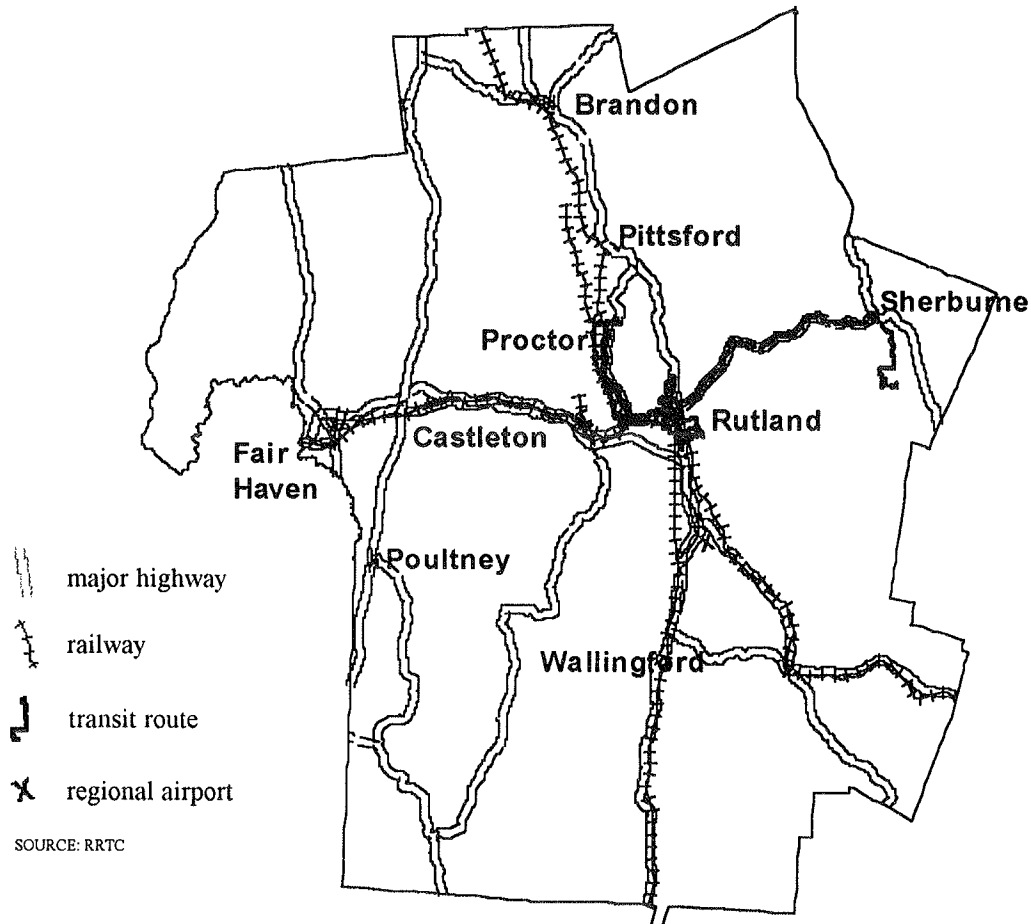 Brandon
Pittsford
Sherburne
Proctor
Rutland
Castleton
Fair
Haven
Poultney
Wallingford
major highway
railway
transit route
regional airport
SOURCE: RRTC